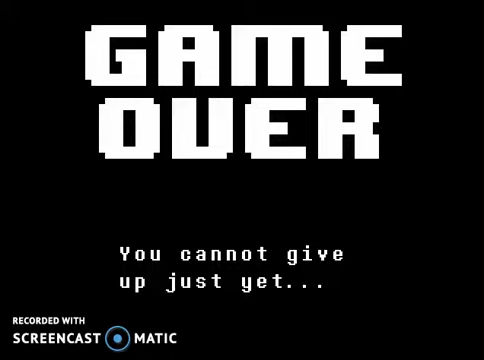 GAME
OVER
You cannot give
up just yet...
RECORDED WITH
SCREENCAST MATIC